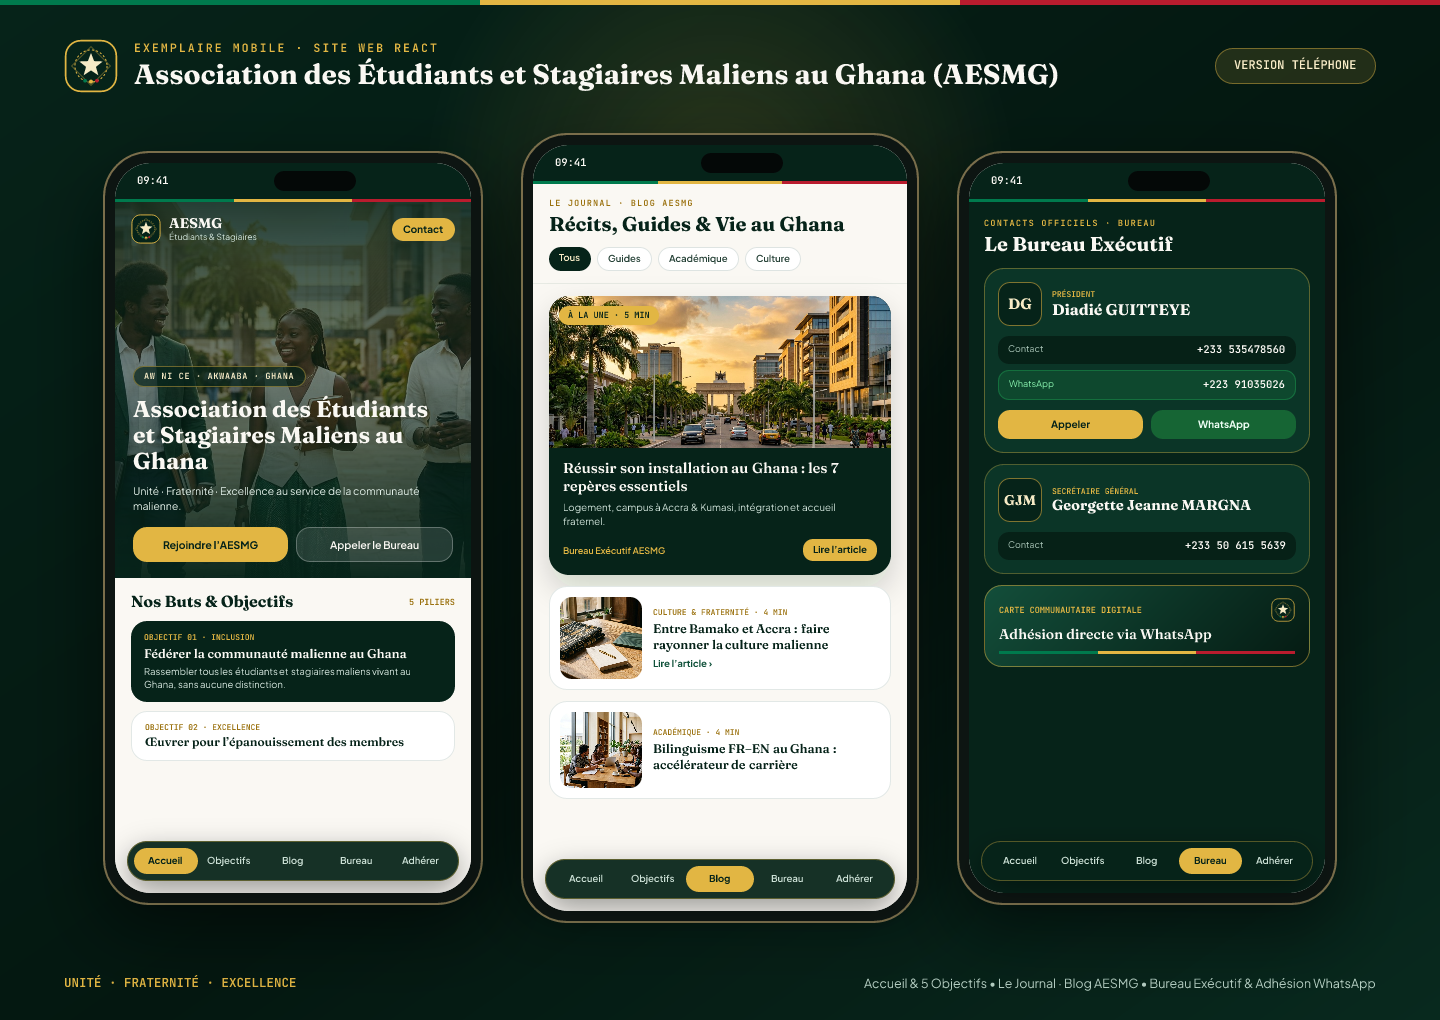 EXEMPLAIRE MOBILE · SITE WEB REACT
Association des Étudiants et Stagiaires Maliens au Ghana (AESMG)
VERSION TÉLÉPHONE
09:41
AESMG
Étudiants & Stagiaires
Contact
AW NI CE · AKWAABA · GHANA
Association des Étudiants
et Stagiaires Maliens au
Ghana
Unité · Fraternité · Excellence au service de la communauté
malienne.
Rejoindre l'AESMG
Appeler le Bureau
Nos Buts & Objectifs
5 PILIERS
OBJECTIF 01 · INCLUSION
Fédérer la communauté malienne au Ghana
Rassembler tous les étudiants et stagiaires maliens vivant au
Ghana, sans aucune distinction.
OBJECTIF 02 · EXCELLENCE
Œuvrer pour l'épanouissement des membres
Accueil
Objectifs
Blog
Bureau
Adhérer
09:41
LE JOURNAL · BLOG AESMG
Récits, Guides & Vie au Ghana
Tous
Guides
Académique
Culture
À LA UNE · 5 MIN
Réussir son installation au Ghana : les 7
repères essentiels
Logement, campus à Accra & Kumasi, intégration et accueil
fraternel.
Bureau Exécutif AESMG
Lire l'article
CULTURE & FRATERNITÉ · 4 MIN
Entre Bamako et Accra : faire
rayonner la culture malienne
Lire l'article ›
ACADÉMIQUE · 4 MIN
Bilinguisme FR–EN au Ghana :
accélérateur de carrière
Accueil
Objectifs
Blog
Bureau
Adhérer
09:41
CONTACTS OFFICIELS · BUREAU
Le Bureau Exécutif
DG
PRÉSIDENT
Diadié GUITTEYE
Contact
+233 535478560
WhatsApp
+223 91035026
Appeler
WhatsApp
GJM
SECRÉTAIRE GÉNÉRAL
Georgette Jeanne MARGNA
Contact
+233 50 615 5639
CARTE COMMUNAUTAIRE DIGITALE
Adhésion directe via WhatsApp
Accueil
Objectifs
Blog
Bureau
Adhérer
UNITÉ · FRATERNITÉ · EXCELLENCE
Accueil & 5 Objectifs • Le Journal · Blog AESMG • Bureau Exécutif & Adhésion WhatsApp